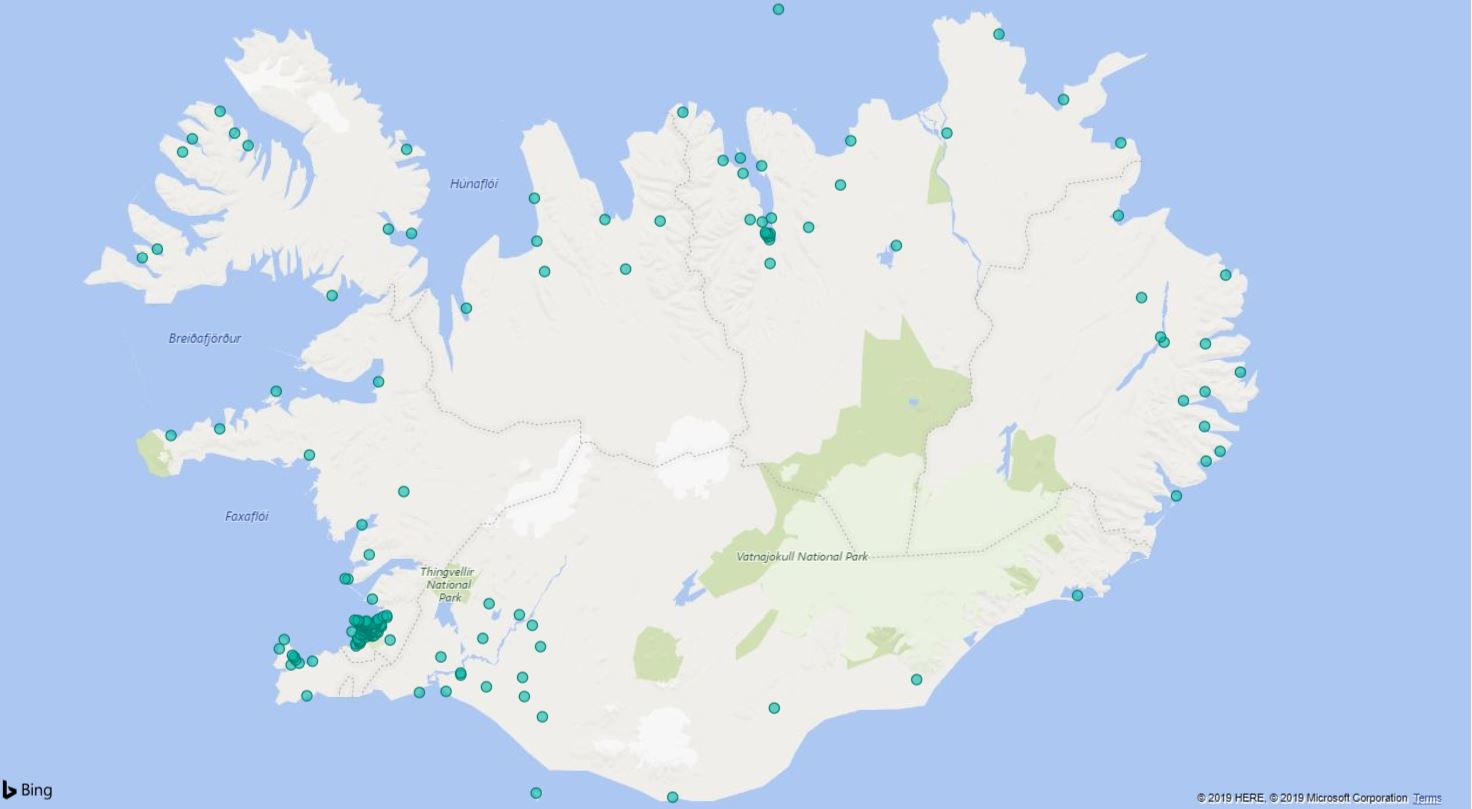 Húnaflói
Breiðafjörður
Faxaflói
Vatnajokull National Park
Thingvellir
National
Park
Bing
© 2019 HERE, © 2019 Microsoft Corporation Terms